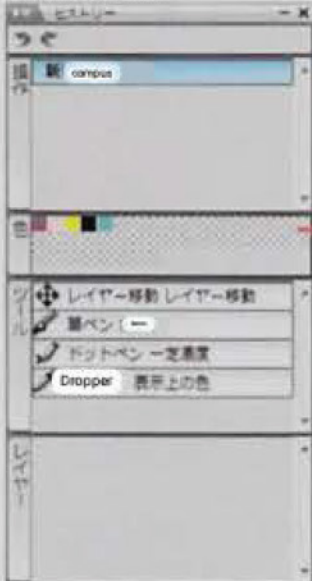 ヒストリー
操作
新 campus
色
ツール
レイヤー移動 レイヤー移動
筆ペン
ドットペン 一定濃度
Dropper 表示上の色
レイヤー